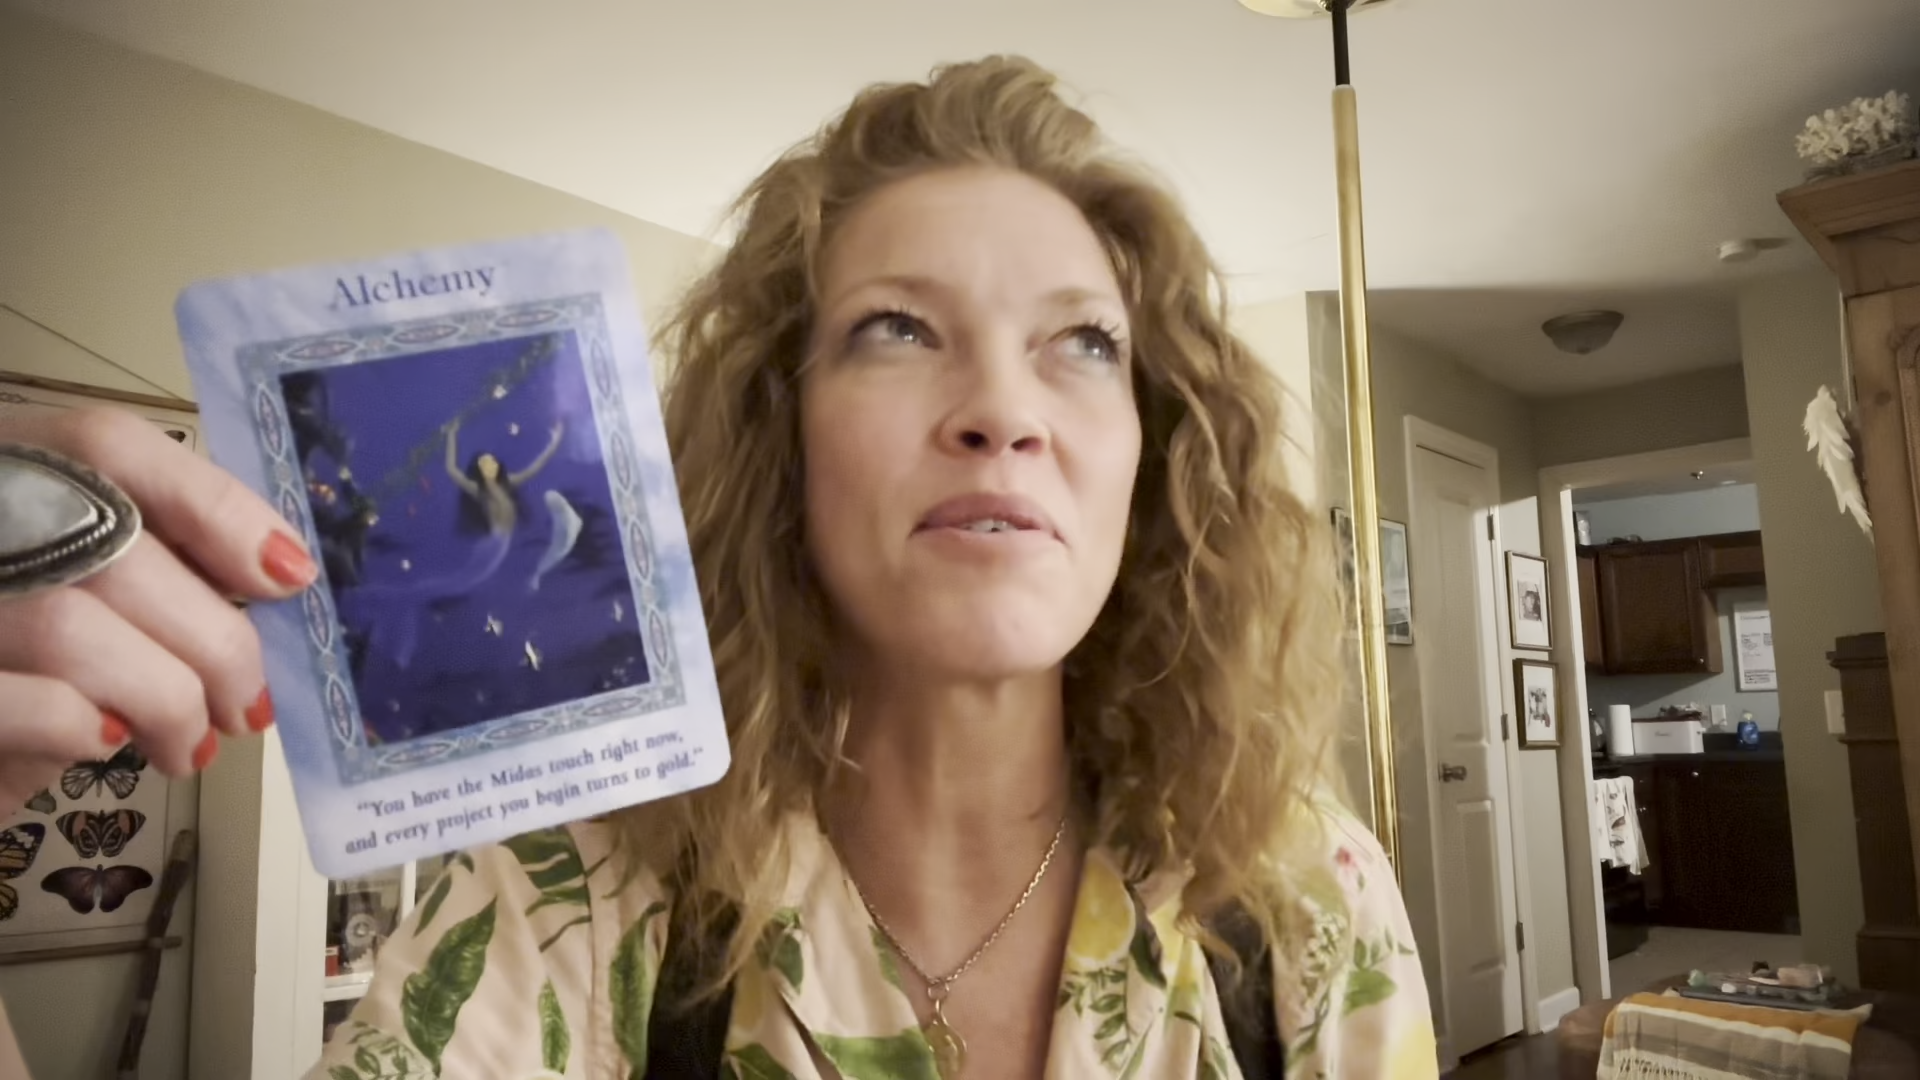 Alchemy
“You have the Midas touch right now,
and every project you begin turns to gold.”